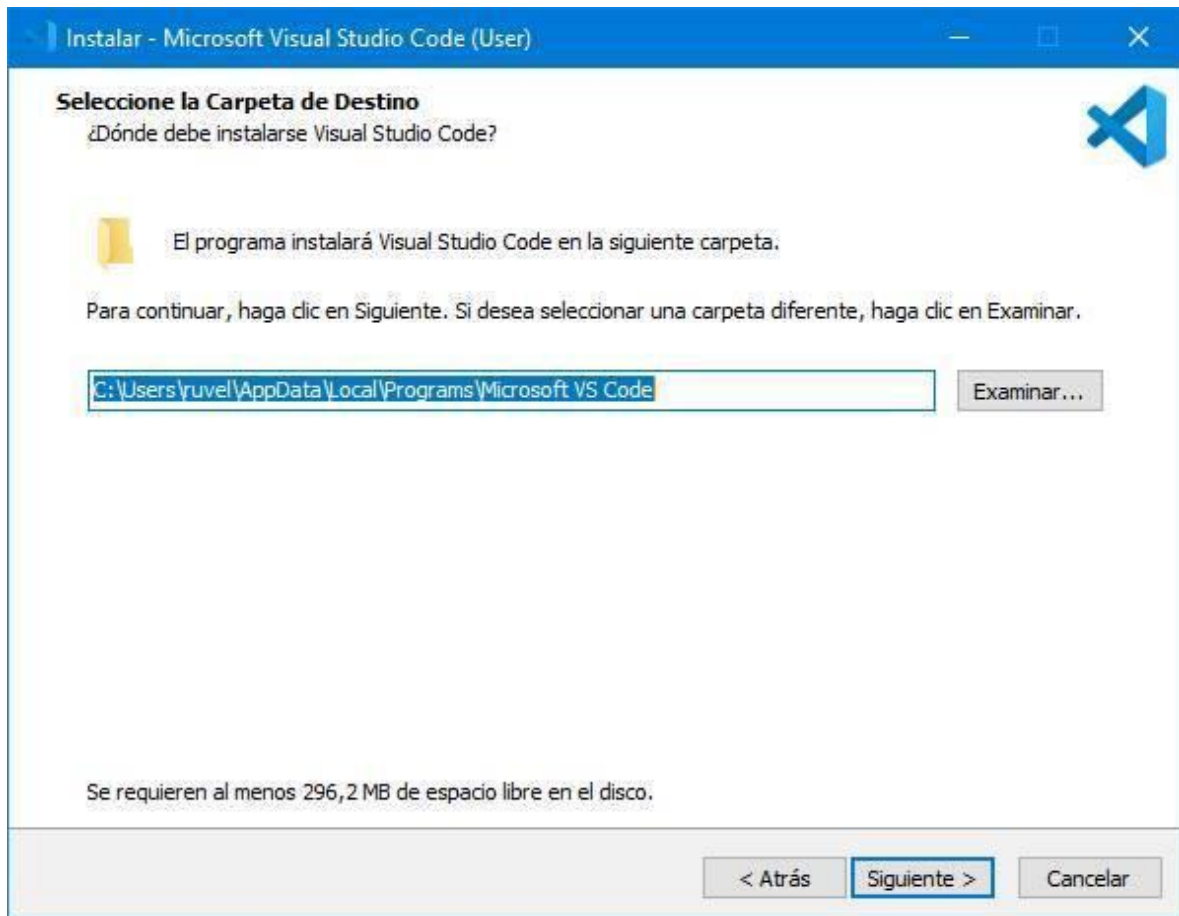 Instalar - Microsoft Visual Studio Code (User)
Seleccione la Carpeta de Destino
¿Dónde debe instalarse Visual Studio Code?
El programa instalará Visual Studio Code en la siguiente carpeta.
Para continuar, haga clic en Siguiente. Si desea seleccionar una carpeta diferente, haga clic en Examinar.
C:\Users\ruvel\AppData\Local\Programs\Microsoft VS Code
Examinar...
Se requieren al menos 296,2 MB de espacio libre en el disco.
< Atrás
Siguiente >
Cancelar